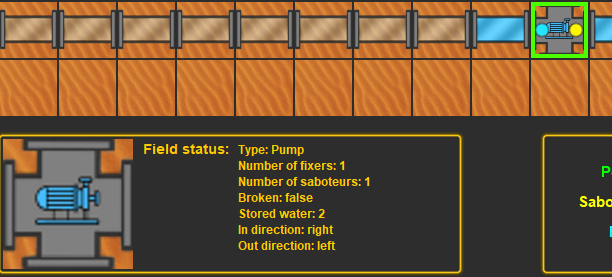 Field status:
Type: Pump
Number of fixers: 1
Number of saboteurs: 1
Broken: false
Stored water: 2
In direction: right
Out direction: left
P
Sabo